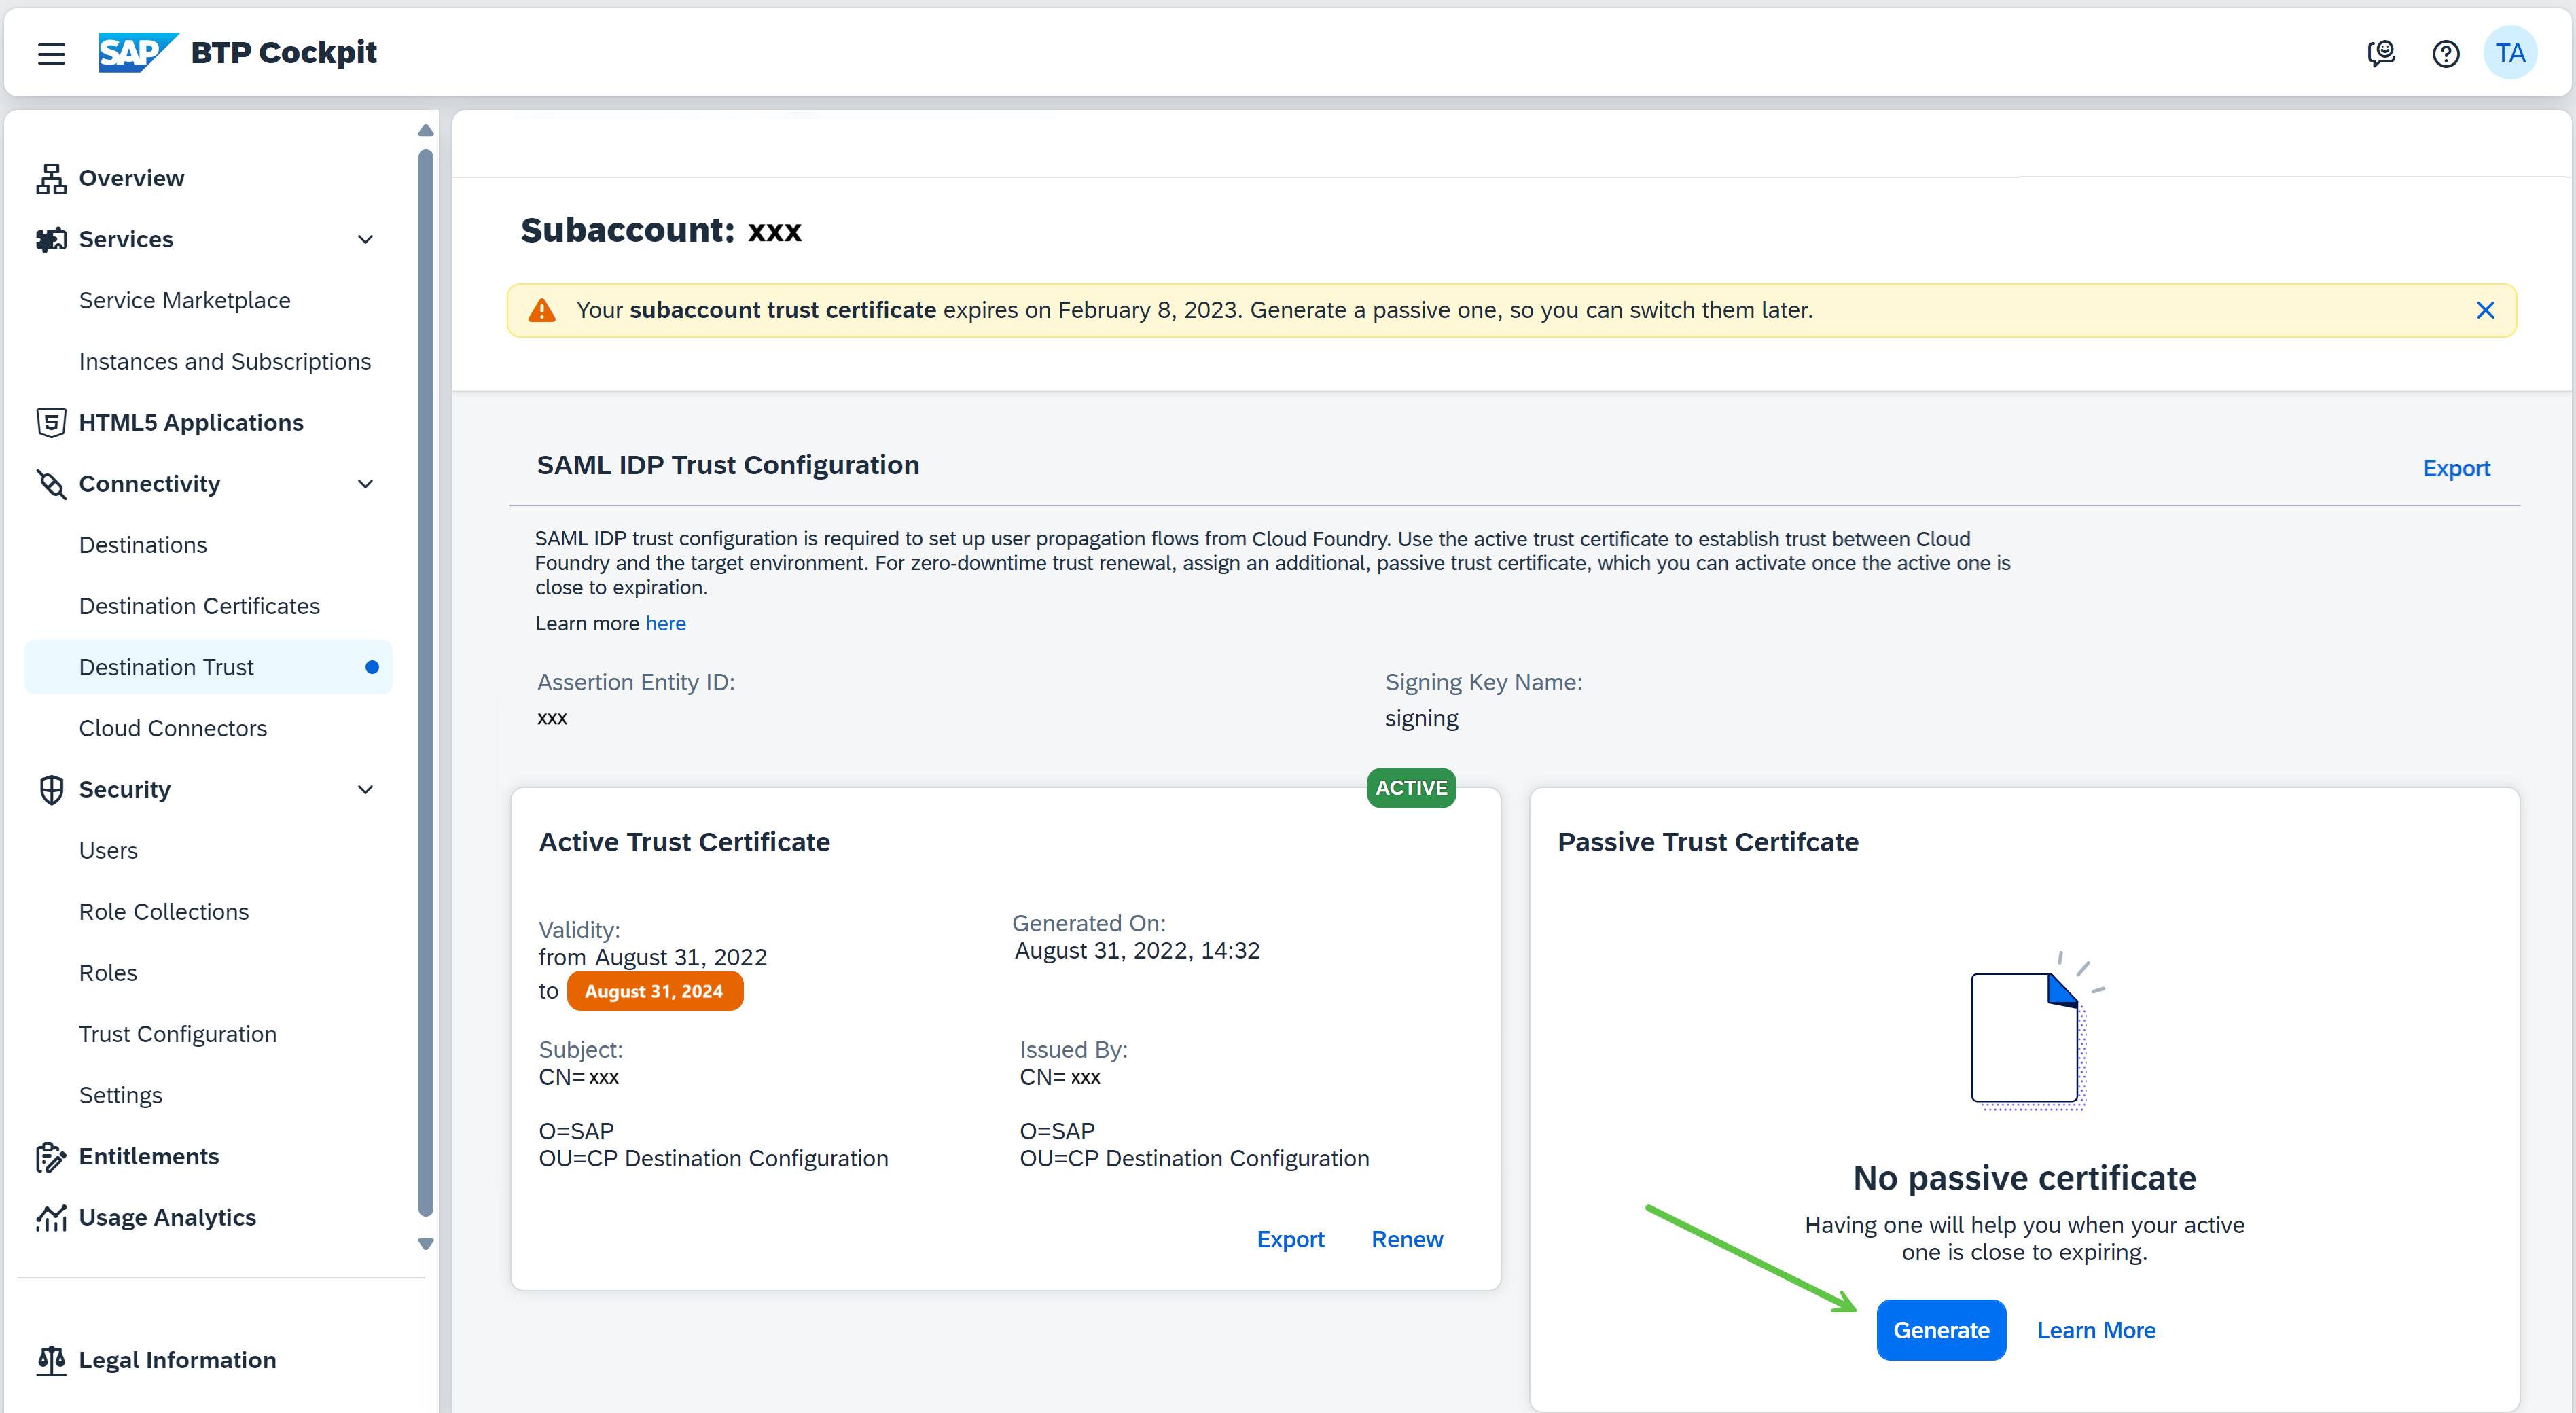 SAP BTP Cockpit
TA
Overview
Services
Service Marketplace
Instances and Subscriptions
5 HTML5 Applications
Connectivity
Destinations
Destination Certificates
Destination Trust
Cloud Connectors
Security
Users
Role Collections
Roles
Trust Configuration
Settings
Entitlements
Usage Analytics
Legal Information
Subaccount: xxx
Your subaccount trust certificate expires on February 8, 2023. Generate a passive one, so you can switch them later.
SAML IDP Trust Configuration
Export
SAML IDP trust configuration is required to set up user propagation flows from Cloud Foundry. Use the active trust certificate to establish trust between Cloud
Foundry and the target environment. For zero-downtime trust renewal, assign an additional, passive trust certificate, which you can activate once the active one is
close to expiration.
Learn more here
Assertion Entity ID:
xxx
Signing Key Name:
signing
ACTIVE
Active Trust Certificate
Validity:
from August 31, 2022
to August 31, 2024
Generated On:
August 31, 2022, 14:32
Subject:
CN= xxx
O=SAP
OU=CP Destination Configuration
Issued By:
CN= xxx
O=SAP
OU=CP Destination Configuration
Export Renew
Passive Trust Certifcate
No passive certificate
Having one will help you when your active
one is close to expiring.
Generate Learn More